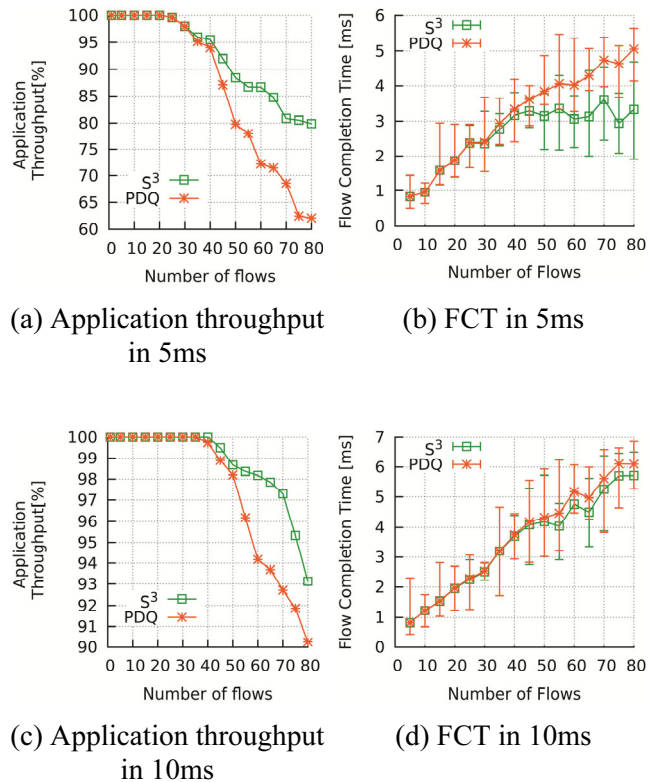 100
95
90
85
80
75
70
65
60
Application
Throughput[%]
S³
PDQ
0 10 20 30 40 50 60 70 80
Number of flows
(a) Application throughput
in 5ms
6
5
4
3
2
1
0
Flow Completion Time [ms]
S³
PDQ
0 10 20 30 40 50 60 70 80
Number of Flows
(b) FCT in 5ms
100
99
98
96
95
94
93
92
91
90
Application
Throughput[%]
S³
PDQ
0 10 20 30 40 50 60 70 80
Number of flows
(c) Application throughput
in 10ms
7
6
5
4
3
2
1
0
Flow Completion Time [ms]
S³
PDQ
0 10 20 30 40 50 60 70 80
Number of Flows
(d) FCT in 10ms